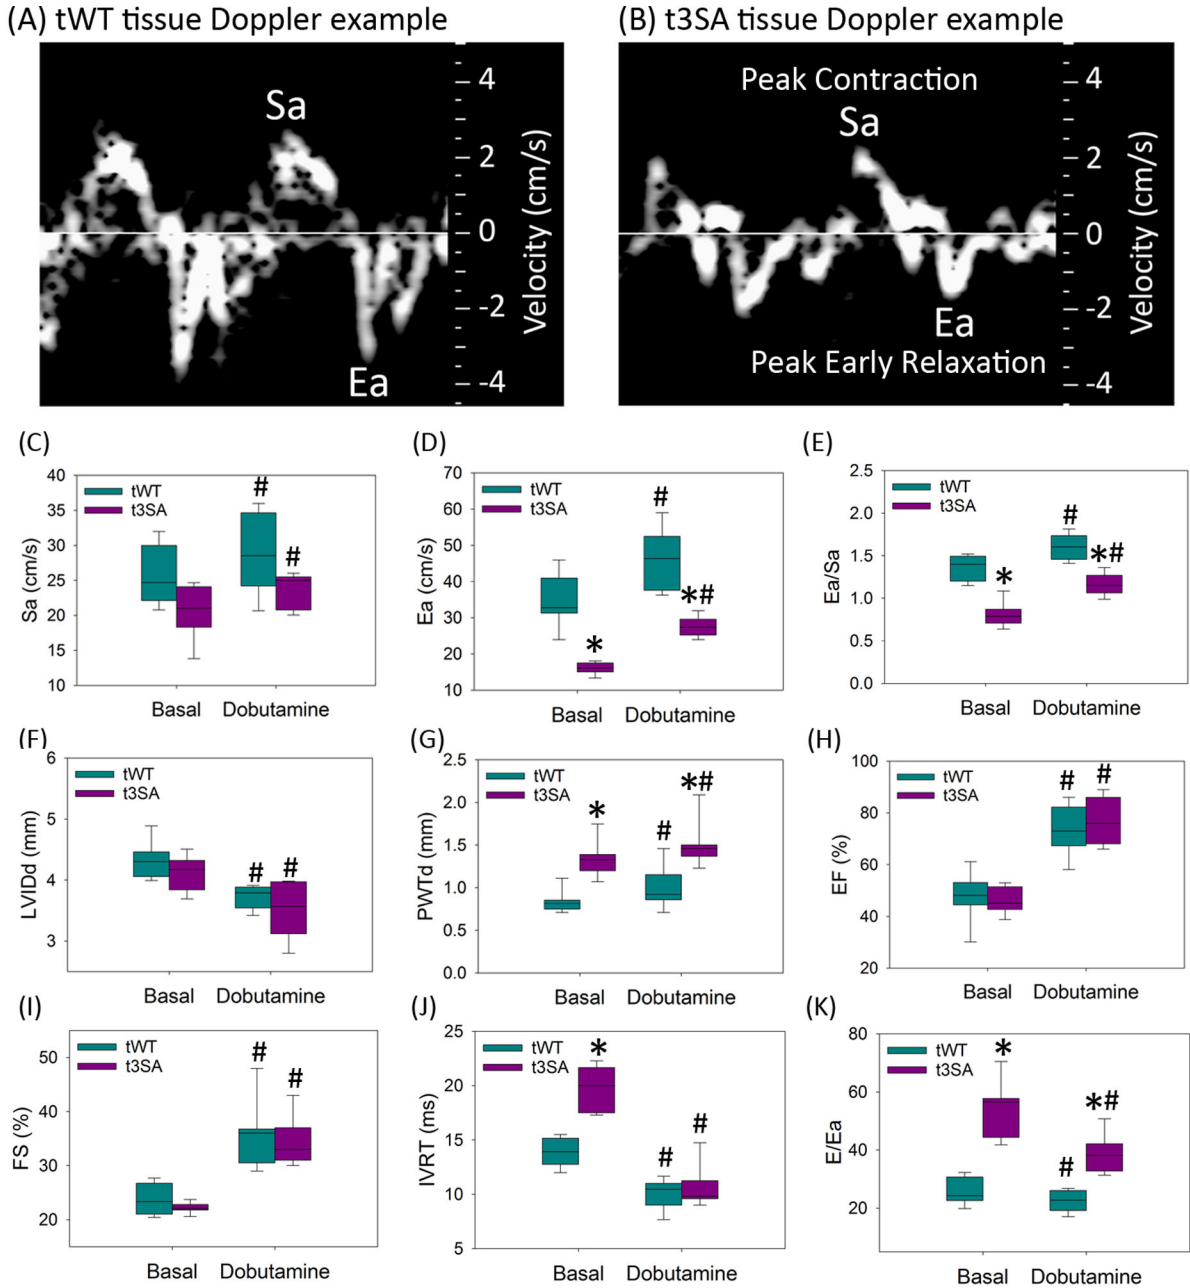 (A) tWT tissue Doppler example
(B) t3SA tissue Doppler example
Sa
Ea
4
2
0
-2
-4
Velocity (cm/s)
Peak Contraction
Sa
Ea
Peak Early Relaxation
4
2
0
-2
-4
Velocity (cm/s)
(C)
Sa (cm/s)
40
35
30
25
20
15
10
tWT
t3SA
#
#
Basal Dobutamine
(D)
Ea (cm/s)
70
60
50
40
30
20
10
tWT
t3SA
*
#
*#
Basal Dobutamine
(E)
Ea/Sa
2.5
2.0
1.5
1.0
0.5
0.0
tWT
t3SA
*
#
*#
Basal Dobutamine
(F)
LVIDd (mm)
6
5
4
3
tWT
t3SA
#
#
Basal Dobutamine
(G)
PWTd (mm)
2.5
2.0
1.5
1.0
0.5
0.0
tWT
t3SA
*
#
*#
Basal Dobutamine
(H)
EF (%)
100
80
60
40
20
tWT
t3SA
#
#
Basal Dobutamine
(I)
FS (%)
50
40
30
20
tWT
t3SA
#
#
Basal Dobutamine
(J)
IVRT (ms)
25
20
15
10
5
tWT
t3SA
*
#
#
Basal Dobutamine
(K)
E/Ea
80
60
40
20
tWT
t3SA
*
#
*#
Basal Dobutamine